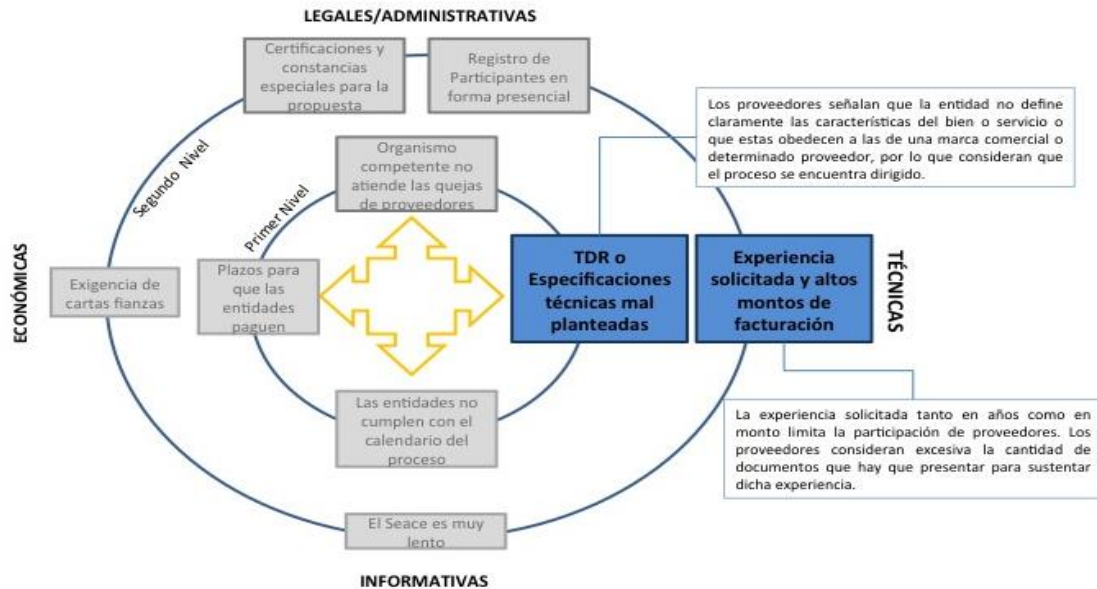 LEGALES/ADMINISTRATIVAS
Certificaciones y
constancias
especiales para la
propuesta
Registro de
Participantes en
forma presencial
Los proveedores señalan que la entidad no define
claramente las características del bien o servicio o
que estas obedecen a las de una marca comercial o
determinado proveedor, por lo que consideran que
el proceso se encuentra dirigido.
Segundo Nivel
Primer Nivel
Organismo
competente no
atiende las quejas
de proveedores
ECONÓMICAS
Exigencia de
cartas fianzas
Plazos para
que las
entidades
paguen
TDR o
Especificaciones
técnicas mal
planteadas
Experiencia
solicitada y altos
montos de
facturación
TÉCNICAS
Las entidades no
cumplen con el
calendario del
proceso
La experiencia solicitada tanto en años como en
monto limita la participación de proveedores. Los
proveedores consideran excesiva la cantidad de
documentos que hay que presentar para sustentar
dicha experiencia.
El Seace es muy
lento
INFORMATIVAS